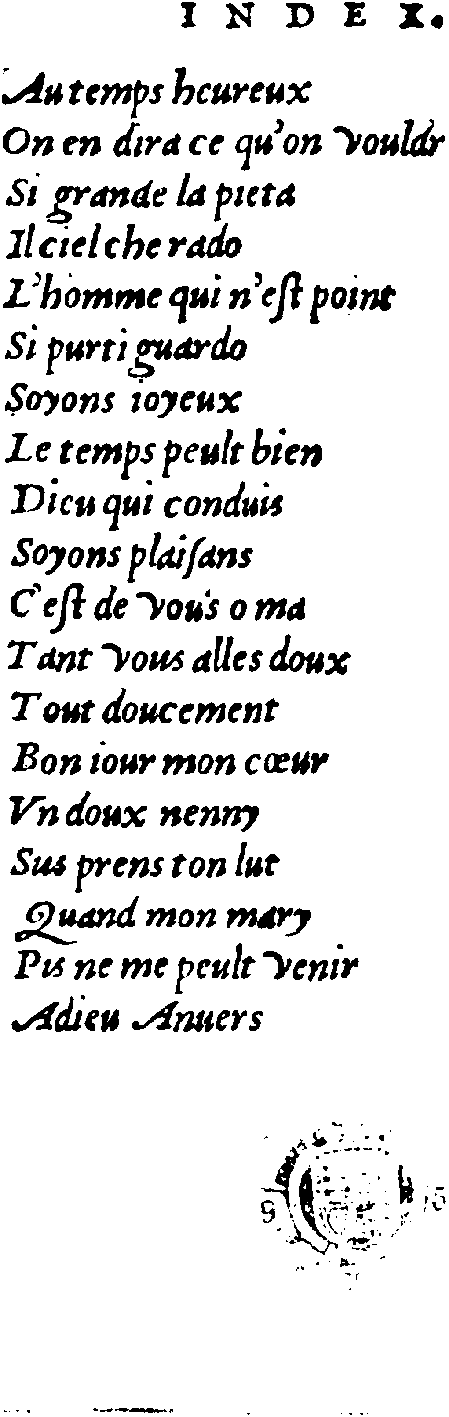 INDEX.
Au temps heureux
On en dira ce qu'on vouldr
Si grande la pieta
Il ciel che rado
L'homme qui n'eſt point
Si purti guardo
Soyons ioyeux
Le temps peult bien
Dieu qui conduis
Soyons plaiſans
C'eſt de vous o ma
Tant vous alles doux
Tout doucement
Bon iour mon cœur
Vn doux nenny
Sus prens ton lut
Quand mon mary
Pis ne me peult venir
Adieu Anuers